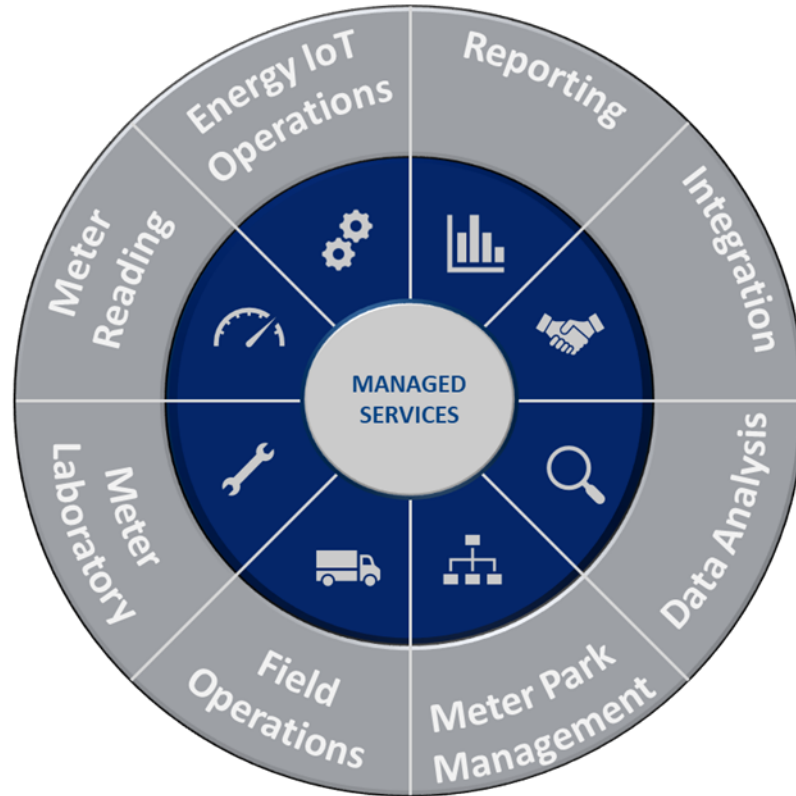 Energy IoT
Operations
Reporting
Integration
Data Analysis
Meter Park
Management
Field
Operations
Meter
Laboratory
Meter
Reading
MANAGED
SERVICES